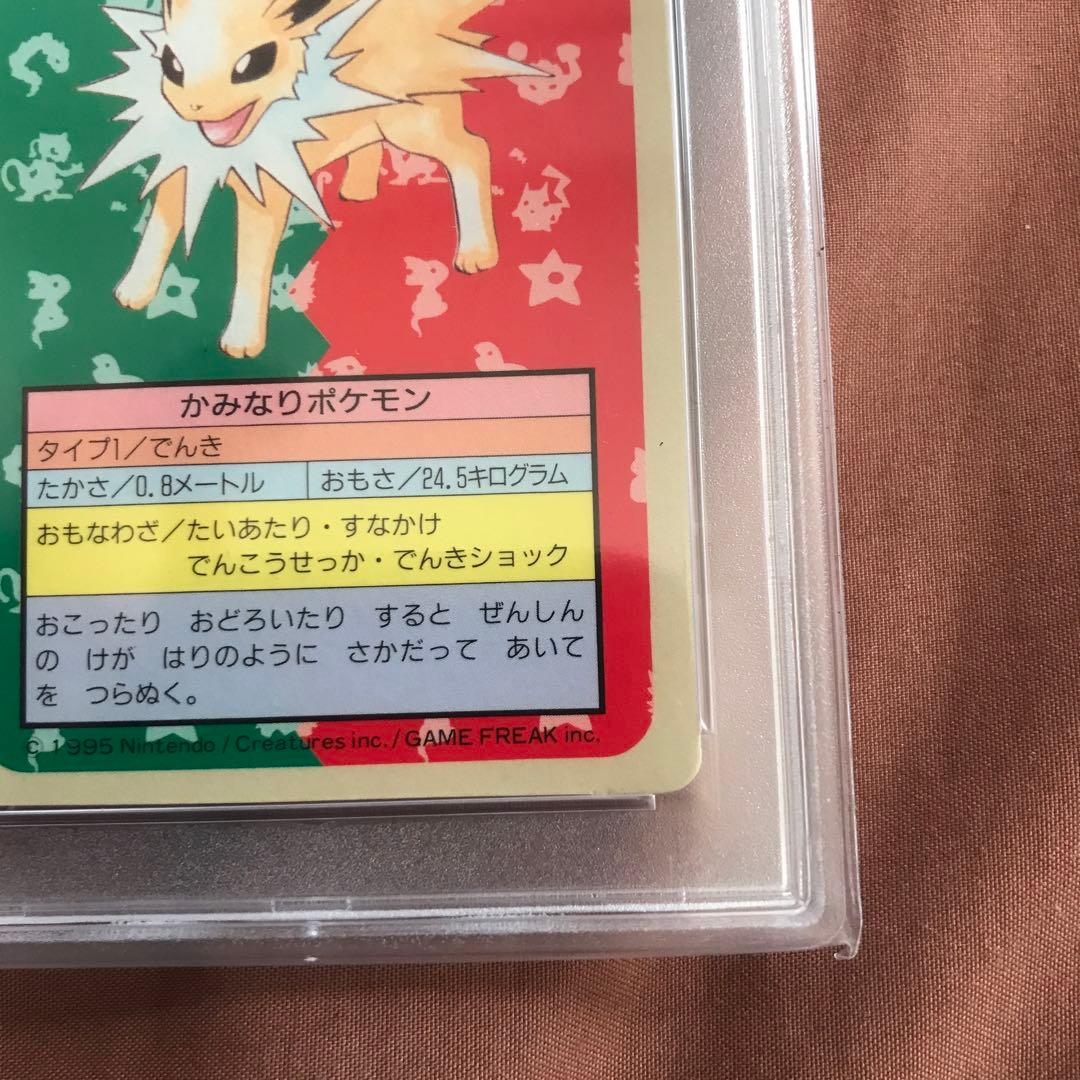 かみなりポケモン
タイプ1/でんき
たかさ/0.8メートル おもさ/24.5キログラム
おもなわざ/たいあたり・すなかけ
でんこうせっか・でんきショック
おこったり おどろいたり すると ぜんしん
の けが はりのように さかだって あいて
を つらぬく。
© 1995 Nintendo / Creatures inc. / GAME FREAK inc.